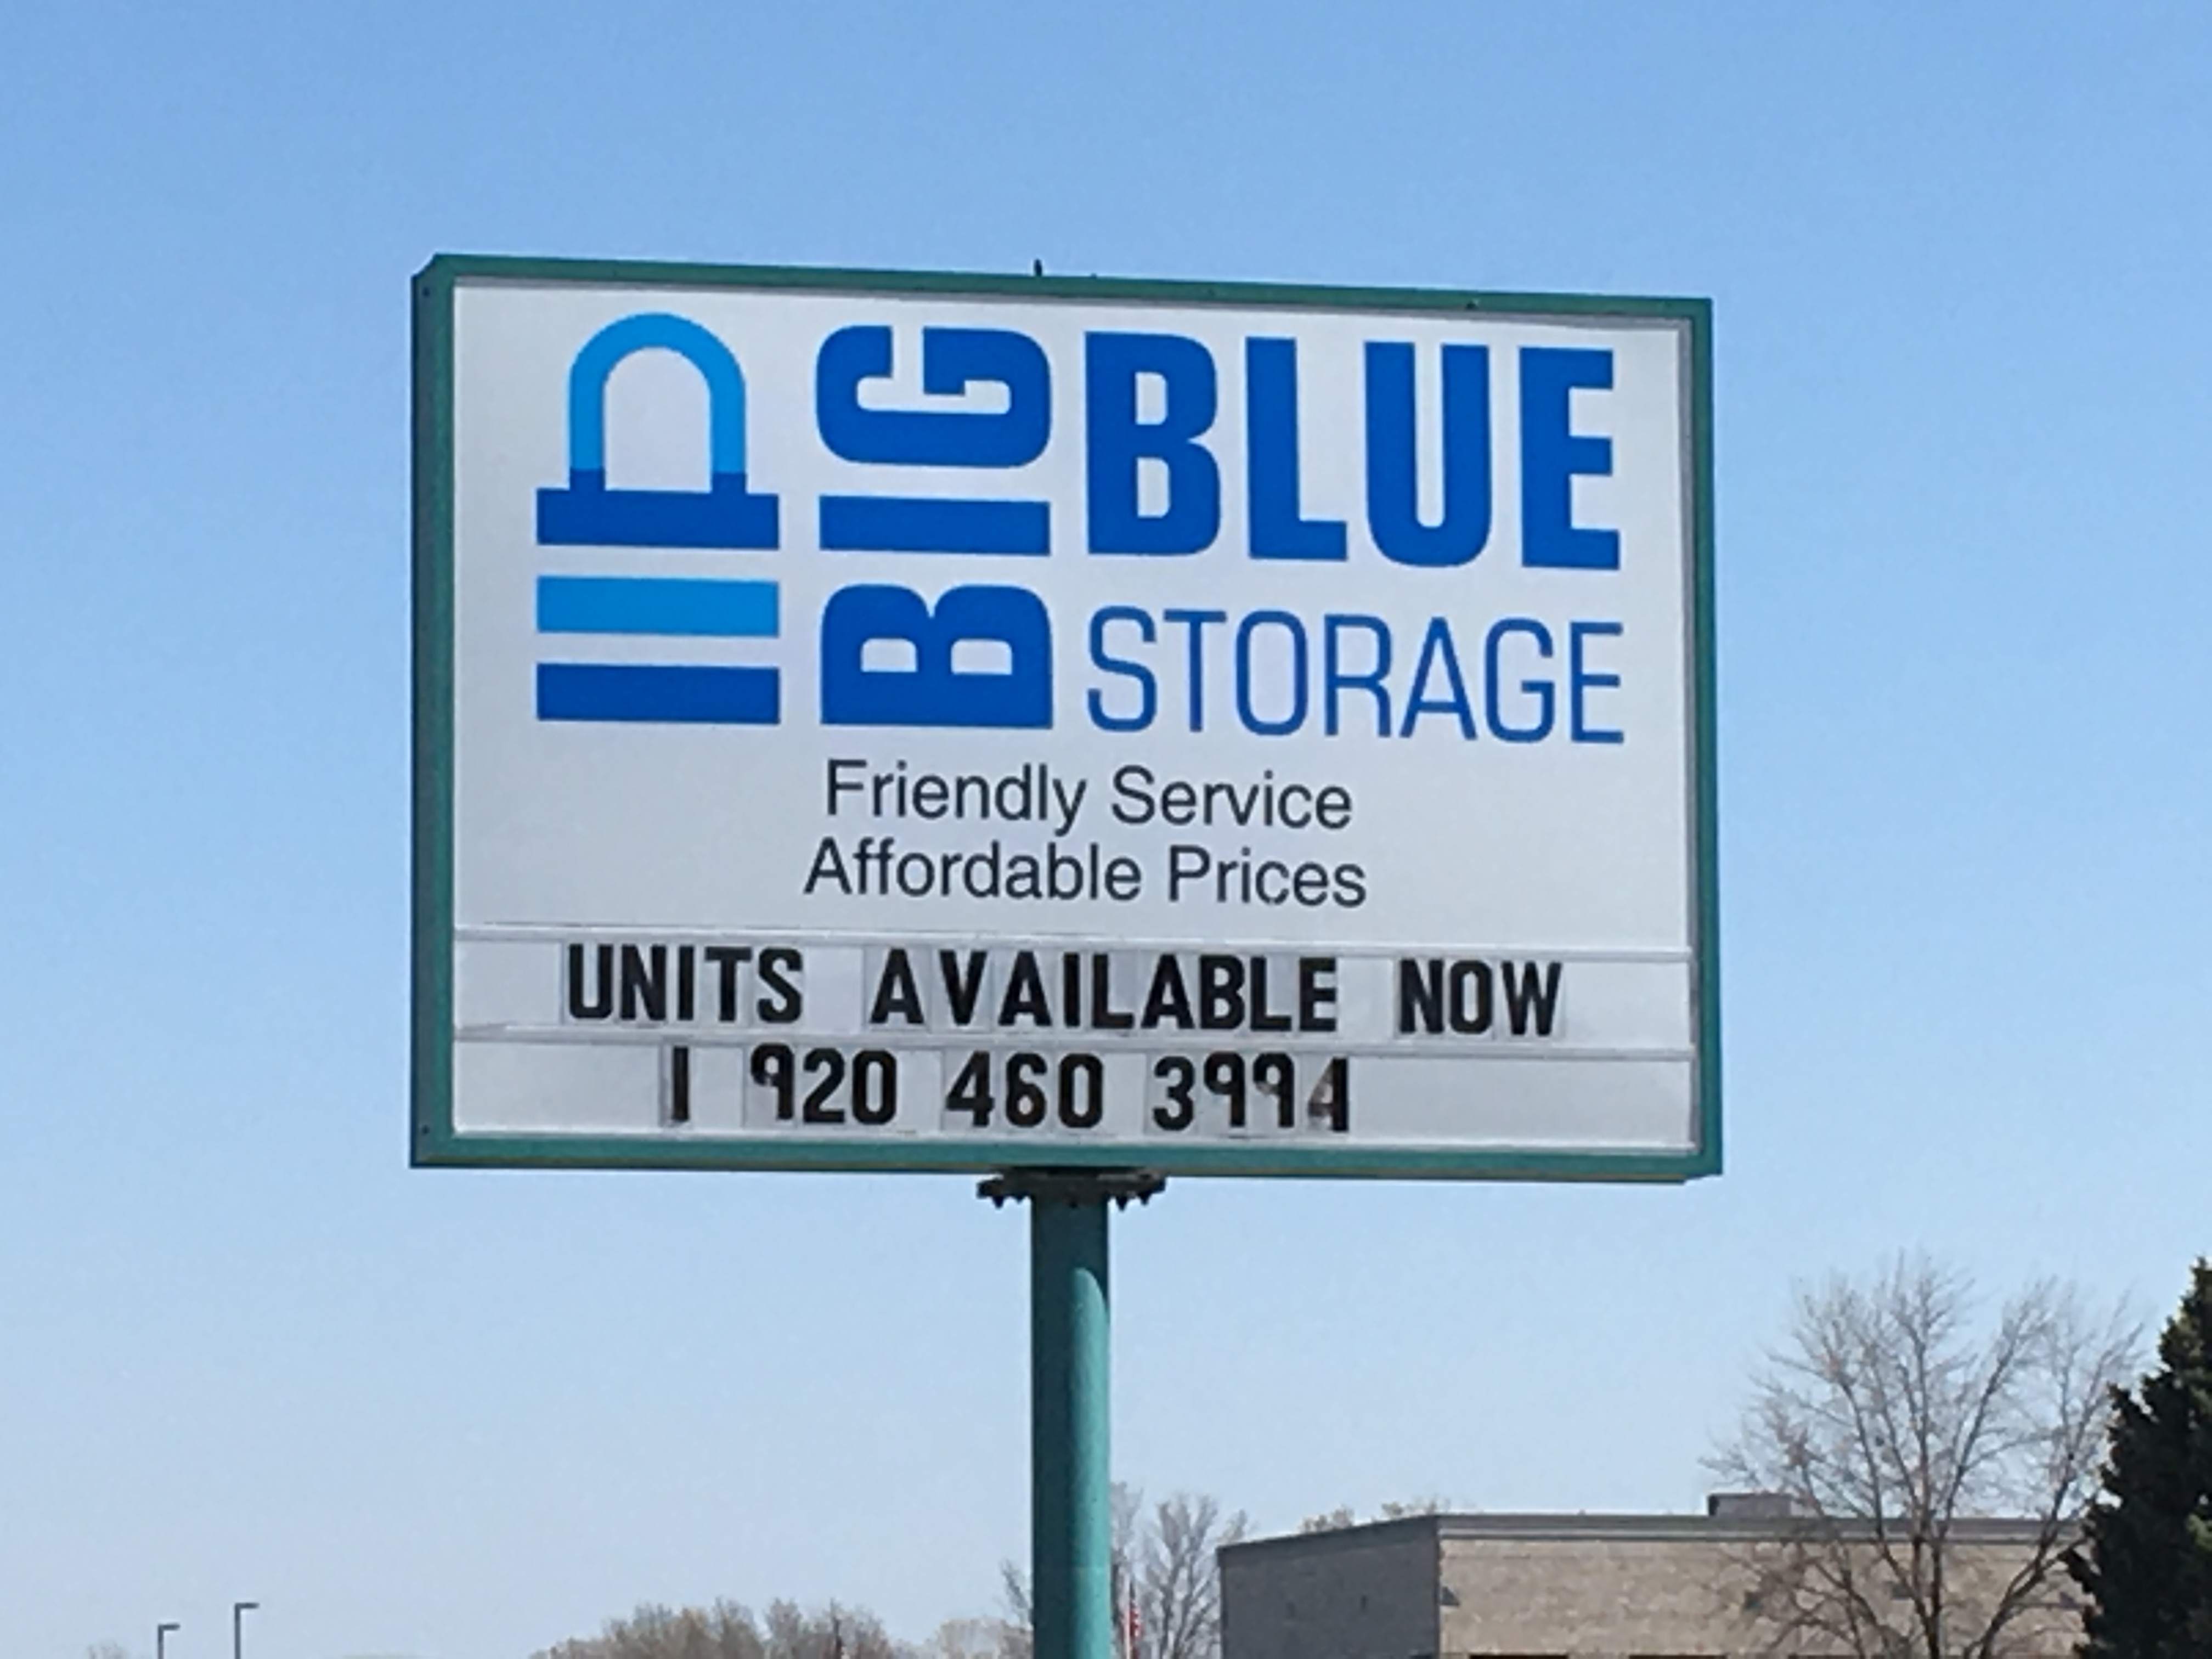 BIG BLUE
STORAGE
Friendly Service
Affordable Prices
UNITS AVAILABLE NOW
1 920 460 3994